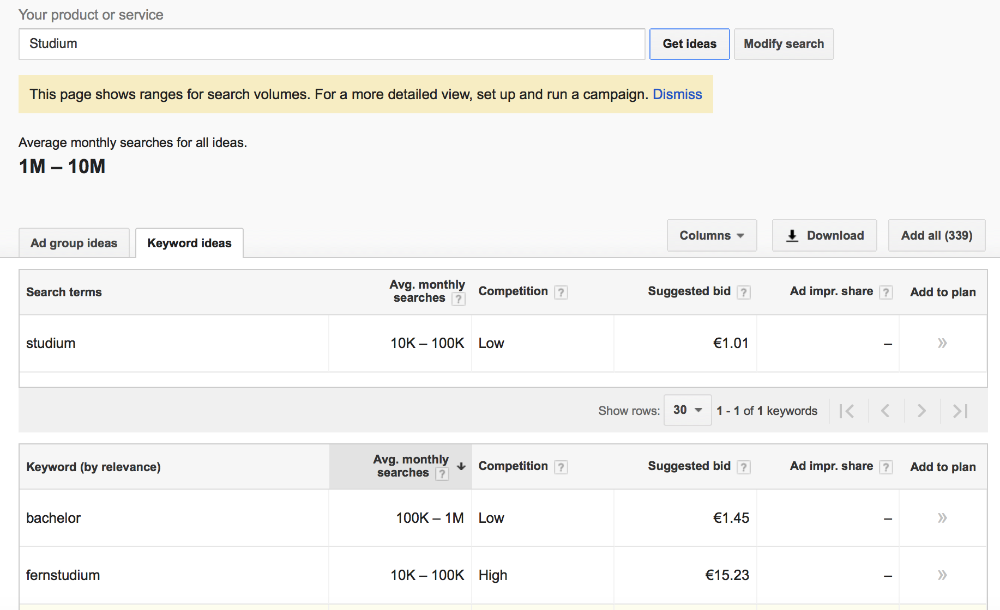 Your product or service
Studium
Get ideas
Modify search
This page shows ranges for search volumes. For a more detailed view, set up and run a campaign. Dismiss
Average monthly searches for all ideas.
1M – 10M
Ad group ideas
Keyword ideas
Columns
Download
Add all (339)
Search terms
Avg. monthly
searches ?
Competition ?
Suggested bid ?
Ad impr. share ?
Add to plan
studium
10K – 100K
Low
€1.01
–
»
Show rows:
30
1 - 1 of 1 keywords
Keyword (by relevance)
Avg. monthly
searches ?
Competition ?
Suggested bid ?
Ad impr. share ?
Add to plan
bachelor
100K – 1M
Low
€1.45
–
»
fernstudium
10K – 100K
High
€15.23
–
»